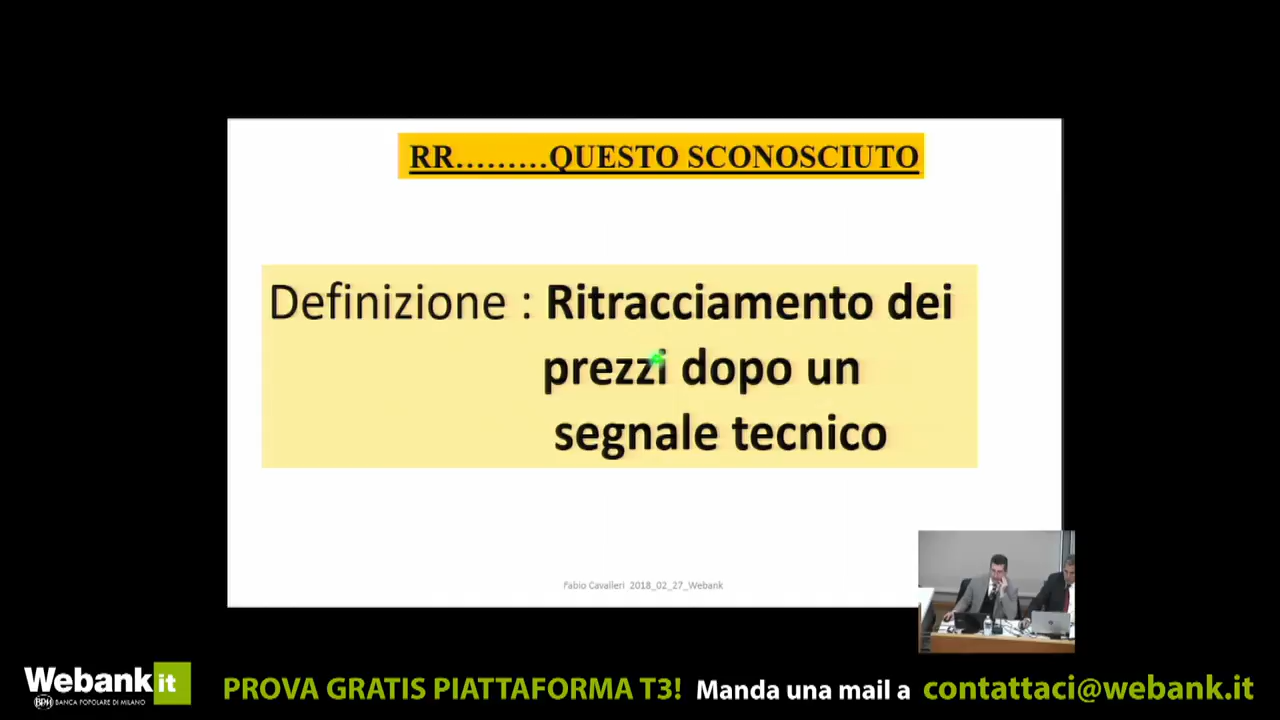 RR.........QUESTO SCONOSCIUTO
Definizione : Ritracciamento dei
prezzi dopo un
segnale tecnico
Fabio Cavalleri 2018_02_27_Webank
Webank it
BPM BANCA POPOLARE DI MILANO
PROVA GRATIS PIATTAFORMA T3! Manda una mail a contattaci@webank.it